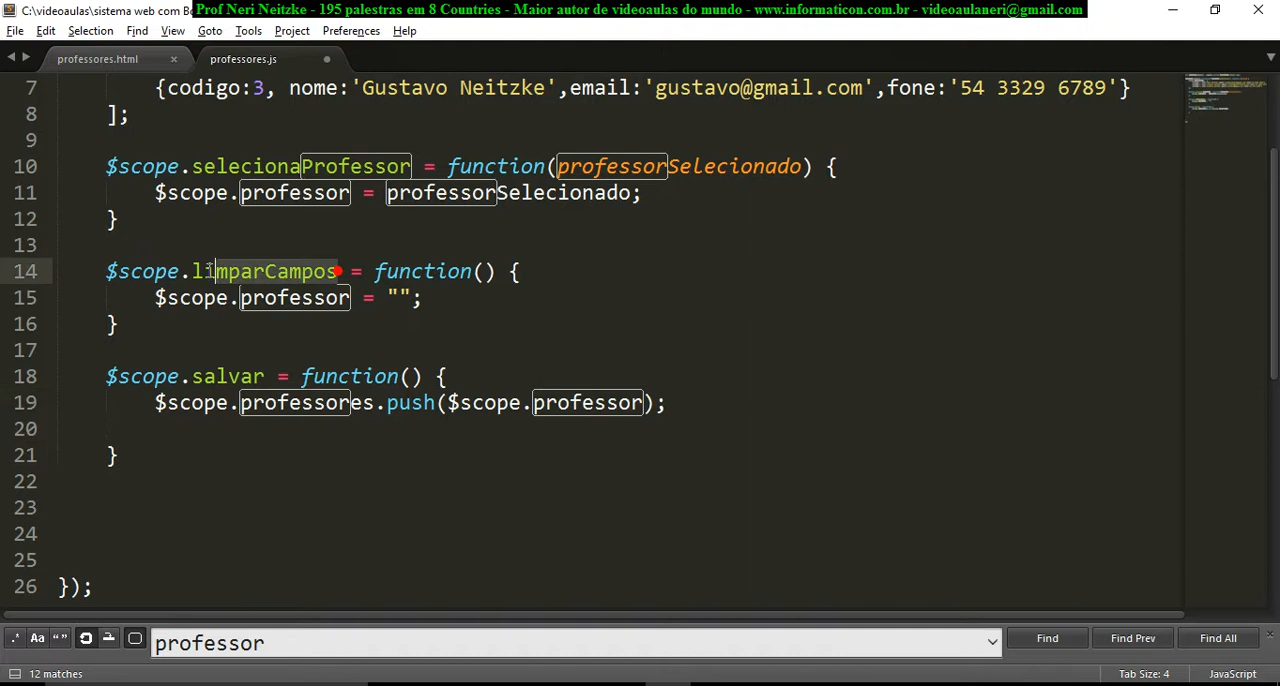 C:\videoaulas\sistema web com Bo
Prof Neri Neitzke - 195 palestras em 8 Countries - Maior autor de videoaulas do mundo - www.informaticon.com.br - videoaulaneri@gmail.com
File Edit Selection Find View Goto Tools Project Preferences Help
professores.html × professores.js
7 {codigo:3, nome:'Gustavo Neitzke',email:'gustavo@gmail.com',fone:'54 3329 6789'}
8 ];
9
10 $scope.selecionaProfessor = function(professorSelecionado) {
11 $scope.professor = professorSelecionado;
12 }
13
14 $scope.limparCampos = function() {
15 $scope.professor = "";
16 }
17
18 $scope.salvar = function() {
19 $scope.professores.push($scope.professor);
20
21 }
22
23
24
25
26 });
.* Aa “” professor Find Find Prev Find All
12 matches Tab Size: 4 JavaScript